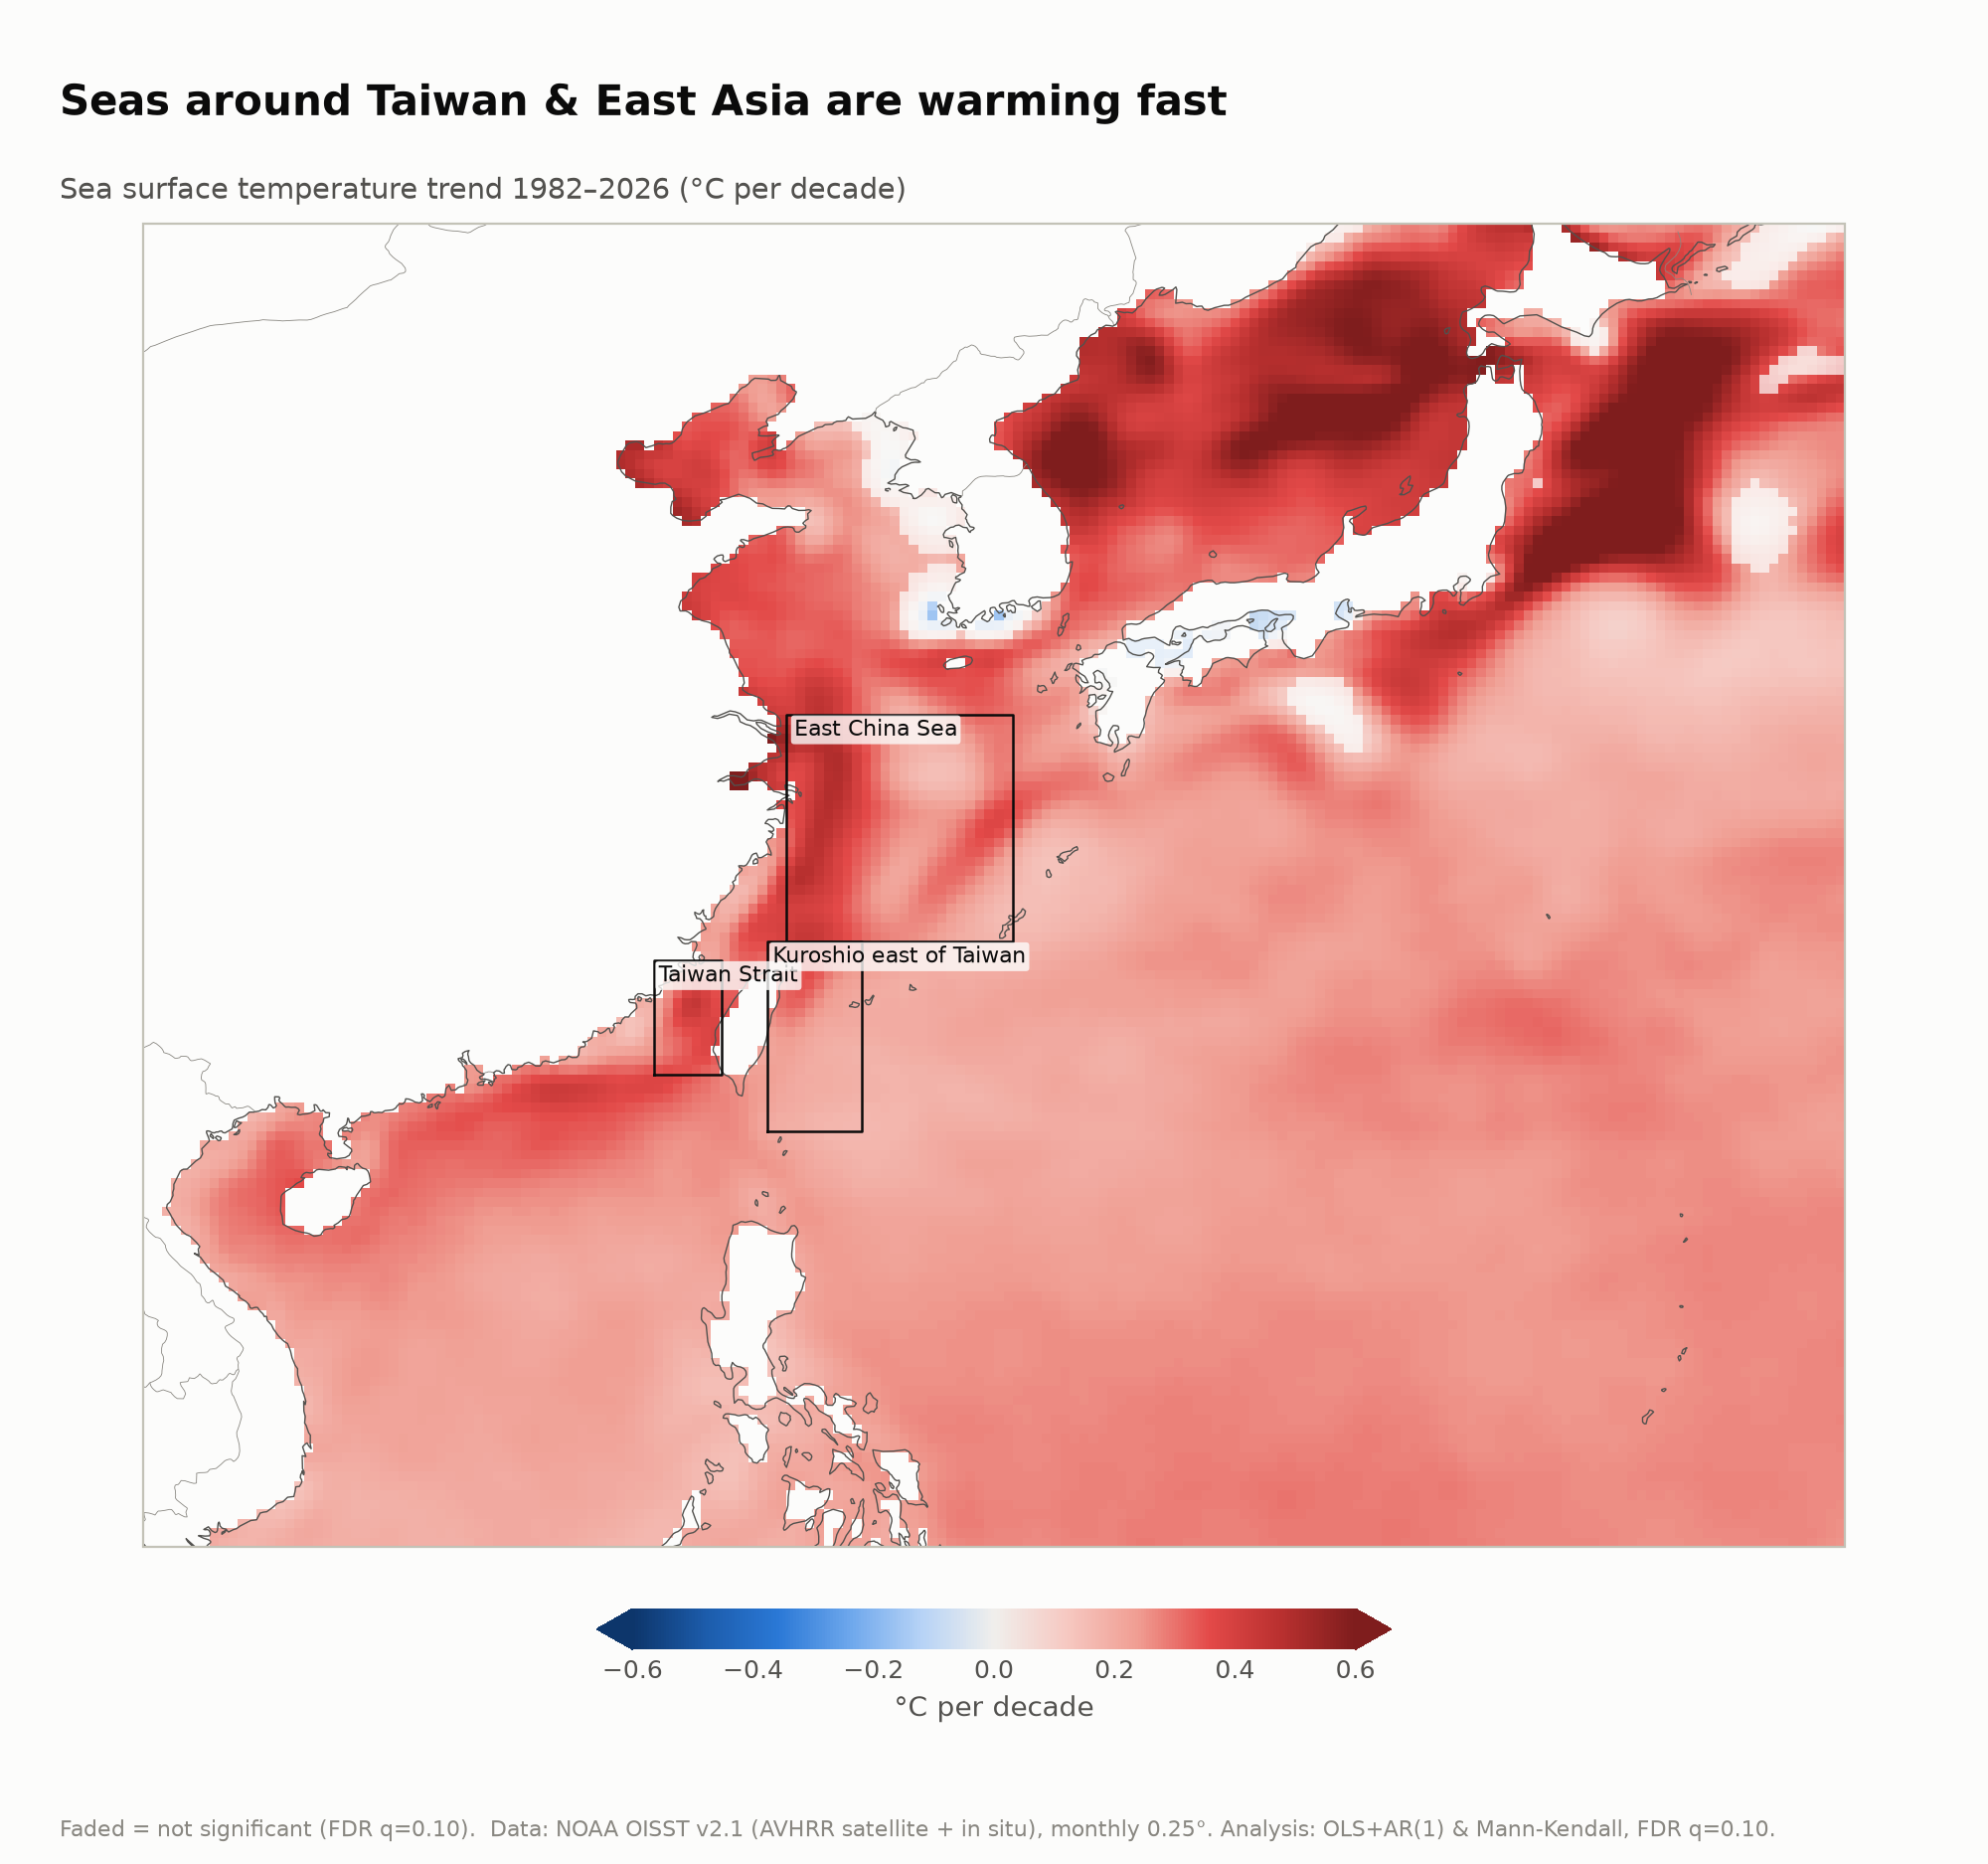 Seas around Taiwan & East Asia are warming fast
Sea surface temperature trend 1982–2026 (°C per decade)
East China Sea
Kuroshio east of Taiwan
Taiwan Strait
−0.6 −0.4 −0.2 0.0 0.2 0.4 0.6
°C per decade
Faded = not significant (FDR q=0.10).  Data: NOAA OISST v2.1 (AVHRR satellite + in situ), monthly 0.25°. Analysis: OLS+AR(1) & Mann-Kendall, FDR q=0.10.